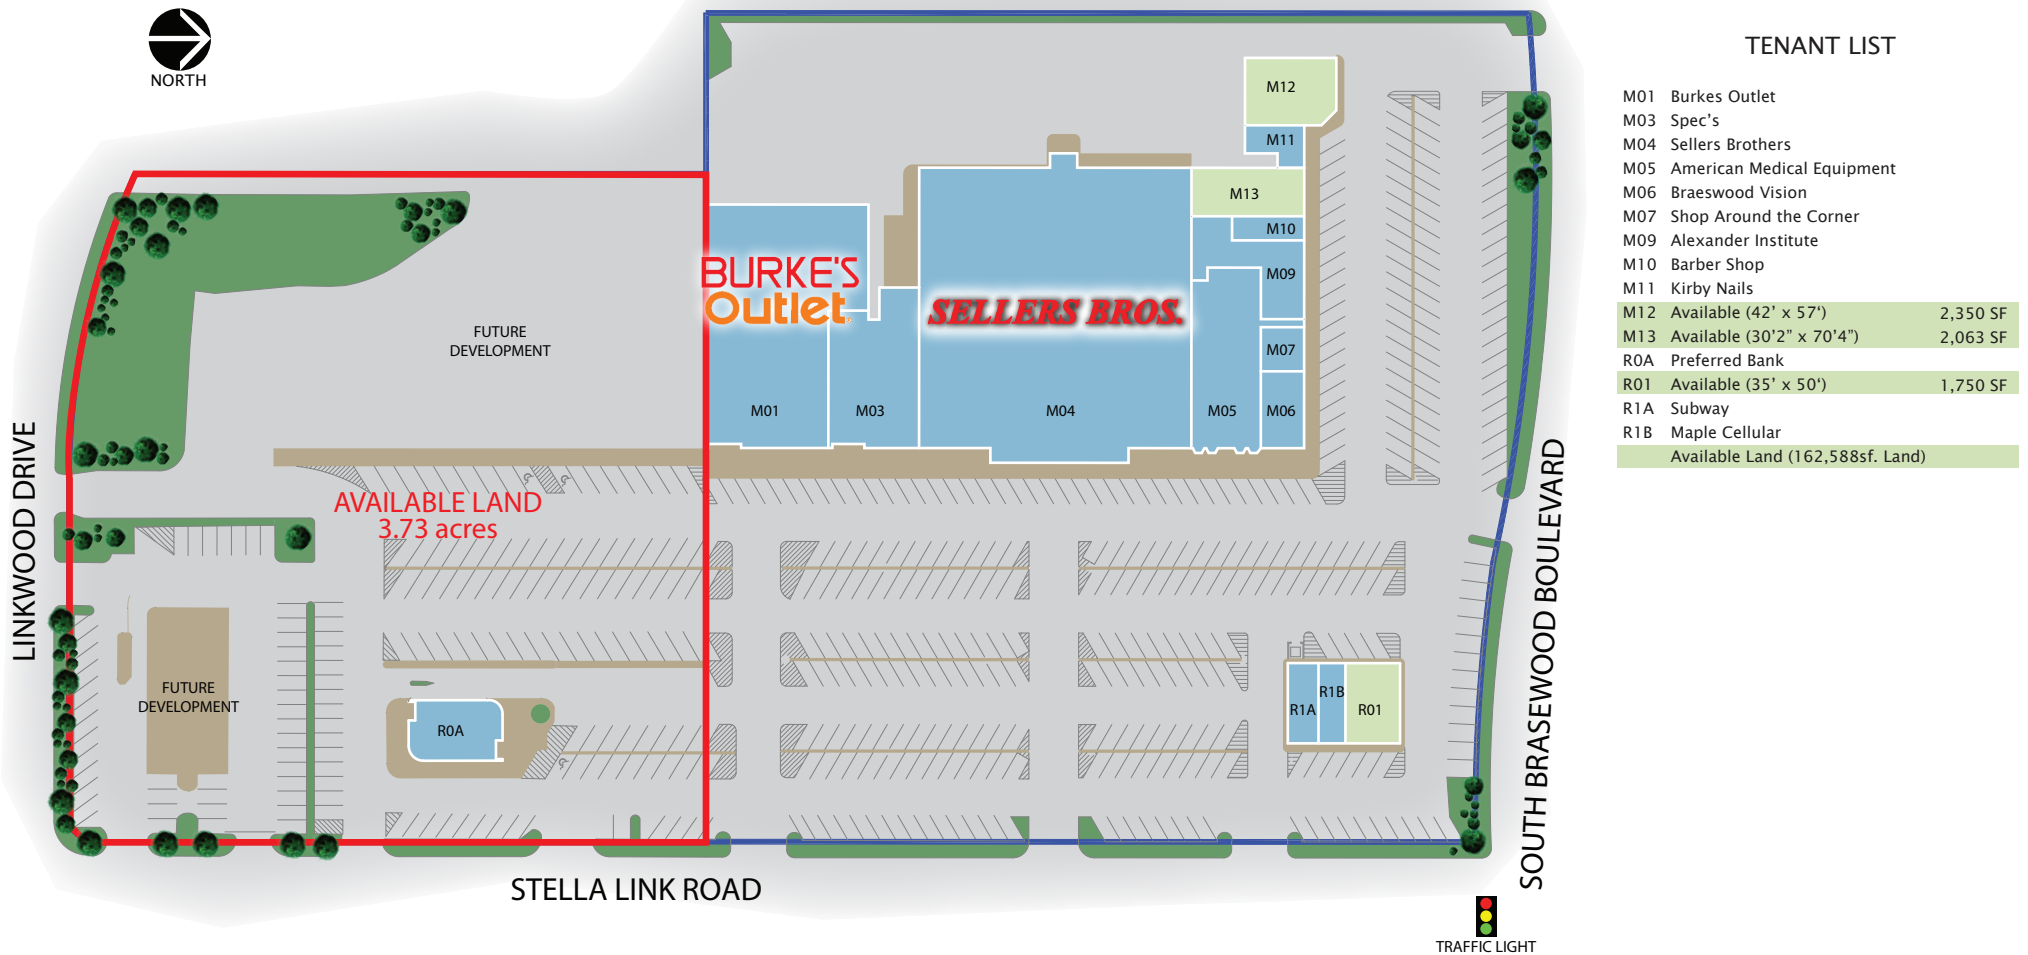 NORTH
TENANT LIST
M01 Burkes Outlet
M03 Spec's
M04 Sellers Brothers
M05 American Medical Equipment
M06 Braeswood Vision
M07 Shop Around the Corner
M09 Alexander Institute
M10 Barber Shop
M11 Kirby Nails
M12 Available (42' x 57') 2,350 SF
M13 Available (30'2" x 70'4") 2,063 SF
R0A Preferred Bank
R01 Available (35' x 50') 1,750 SF
R1A Subway
R1B Maple Cellular
Available Land (162,588sf. Land)
M12
M11
M13
M10
M09
M07
M06
M05
BURKE'S
Outlet
SELLERS BROS.
M01
M03
M04
FUTURE
DEVELOPMENT
AVAILABLE LAND
3.73 acres
FUTURE
DEVELOPMENT
R0A
R1A
R1B
R01
LINKWOOD DRIVE
SOUTH BRASEWOOD BOULEVARD
STELLA LINK ROAD
TRAFFIC LIGHT